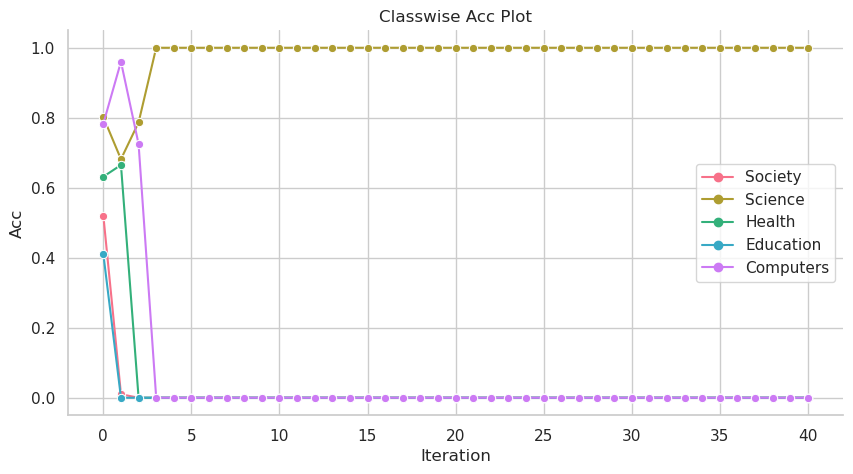 Classwise Acc Plot
Acc
1.0
0.8
0.6
0.4
0.2
0.0
Society
Science
Health
Education
Computers
0 5 10 15 20 25 30 35 40
Iteration